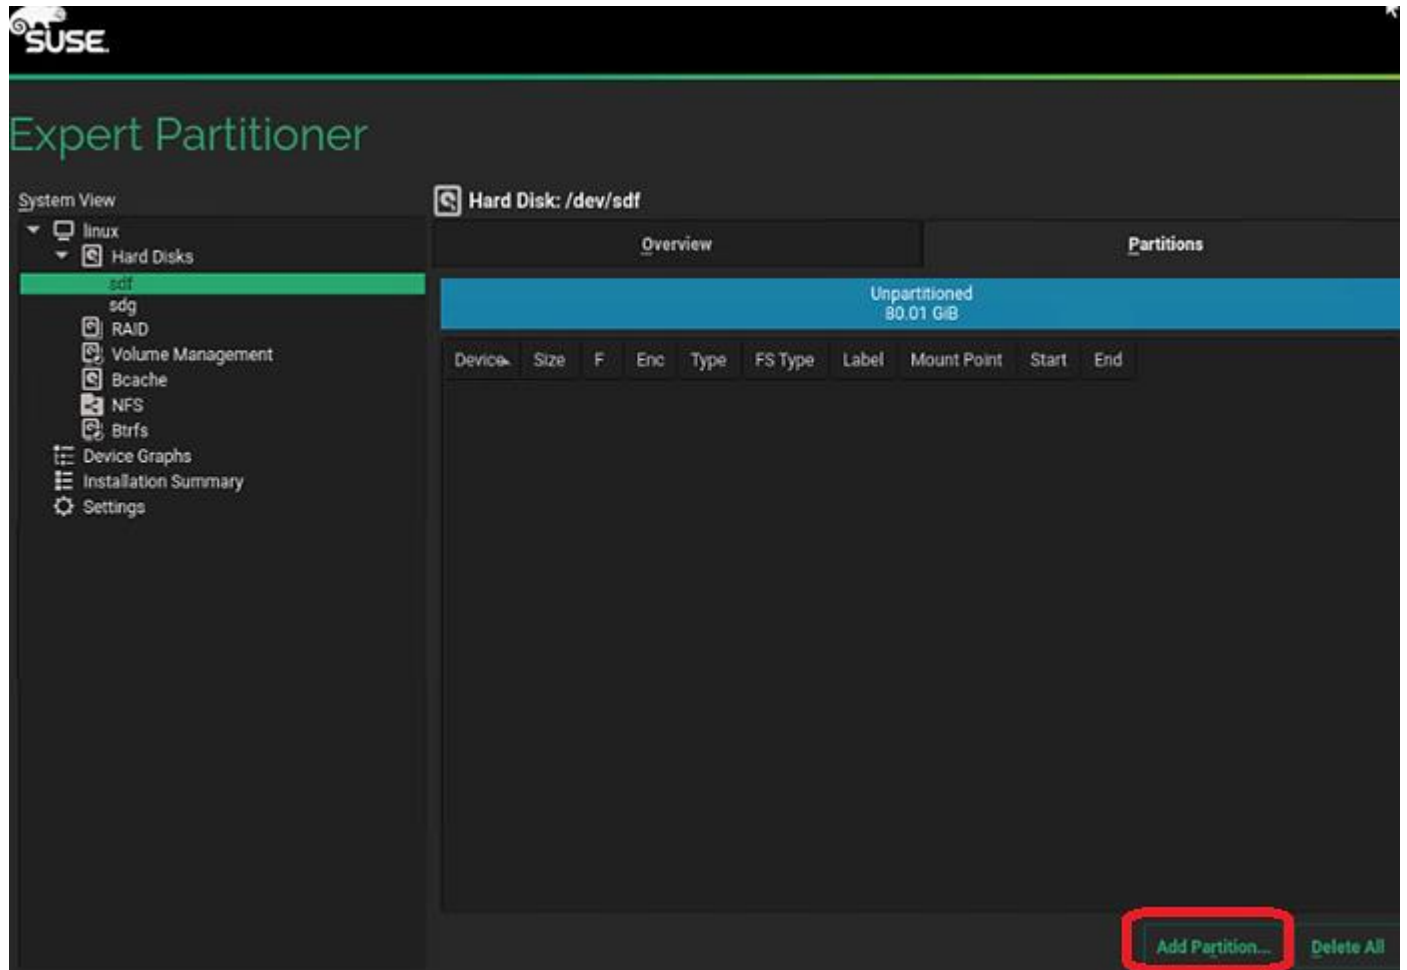 SUSE.
Expert Partitioner
System View
linux
Hard Disks
sdf
sdg
RAID
Volume Management
Bcache
NFS
Btrfs
Device Graphs
Installation Summary
Settings
Hard Disk: /dev/sdf
Overview Partitions
Unpartitioned
80.01 GiB
Device Size F Enc Type FS Type Label Mount Point Start End
Add Partition... Delete All